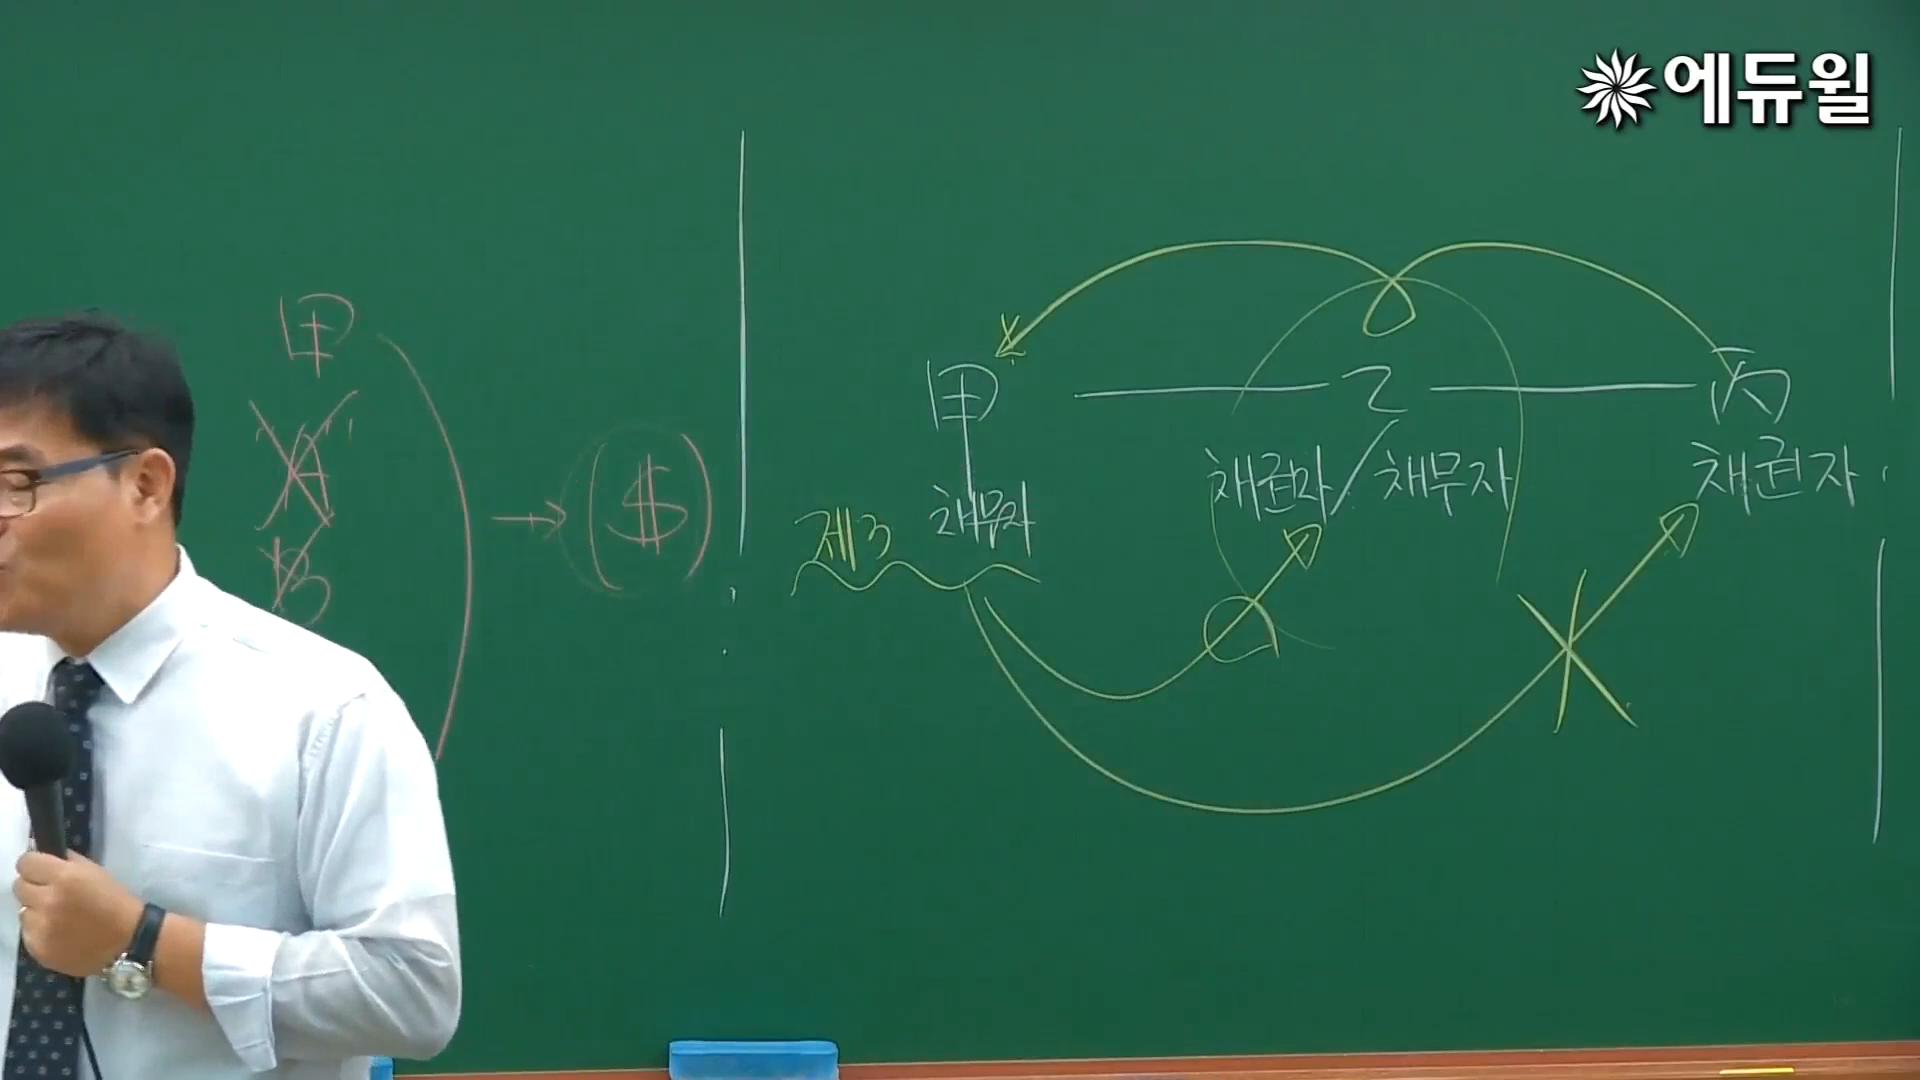 에듀윌
甲
A
B
→ ($)
甲 乙 丙
채무자 채권자 / 채무자 채권자
제3